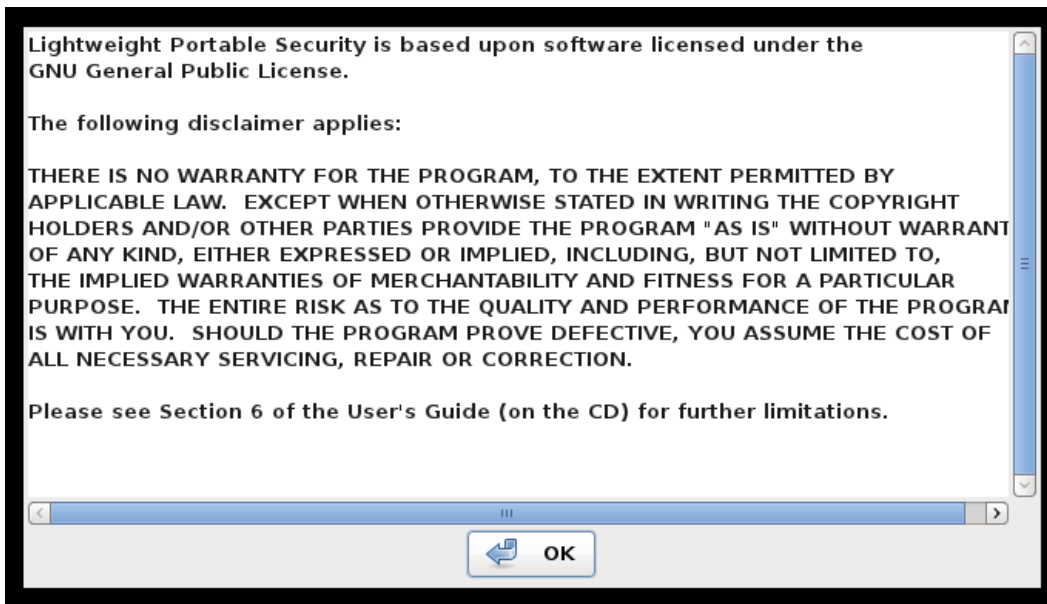 Lightweight Portable Security is based upon software licensed under the
GNU General Public License.
The following disclaimer applies:
THERE IS NO WARRANTY FOR THE PROGRAM, TO THE EXTENT PERMITTED BY
APPLICABLE LAW.  EXCEPT WHEN OTHERWISE STATED IN WRITING THE COPYRIGHT
HOLDERS AND/OR OTHER PARTIES PROVIDE THE PROGRAM "AS IS" WITHOUT WARRANT
OF ANY KIND, EITHER EXPRESSED OR IMPLIED, INCLUDING, BUT NOT LIMITED TO,
THE IMPLIED WARRANTIES OF MERCHANTABILITY AND FITNESS FOR A PARTICULAR
PURPOSE.  THE ENTIRE RISK AS TO THE QUALITY AND PERFORMANCE OF THE PROGRAM
IS WITH YOU.  SHOULD THE PROGRAM PROVE DEFECTIVE, YOU ASSUME THE COST OF
ALL NECESSARY SERVICING, REPAIR OR CORRECTION.
Please see Section 6 of the User's Guide (on the CD) for further limitations.
OK